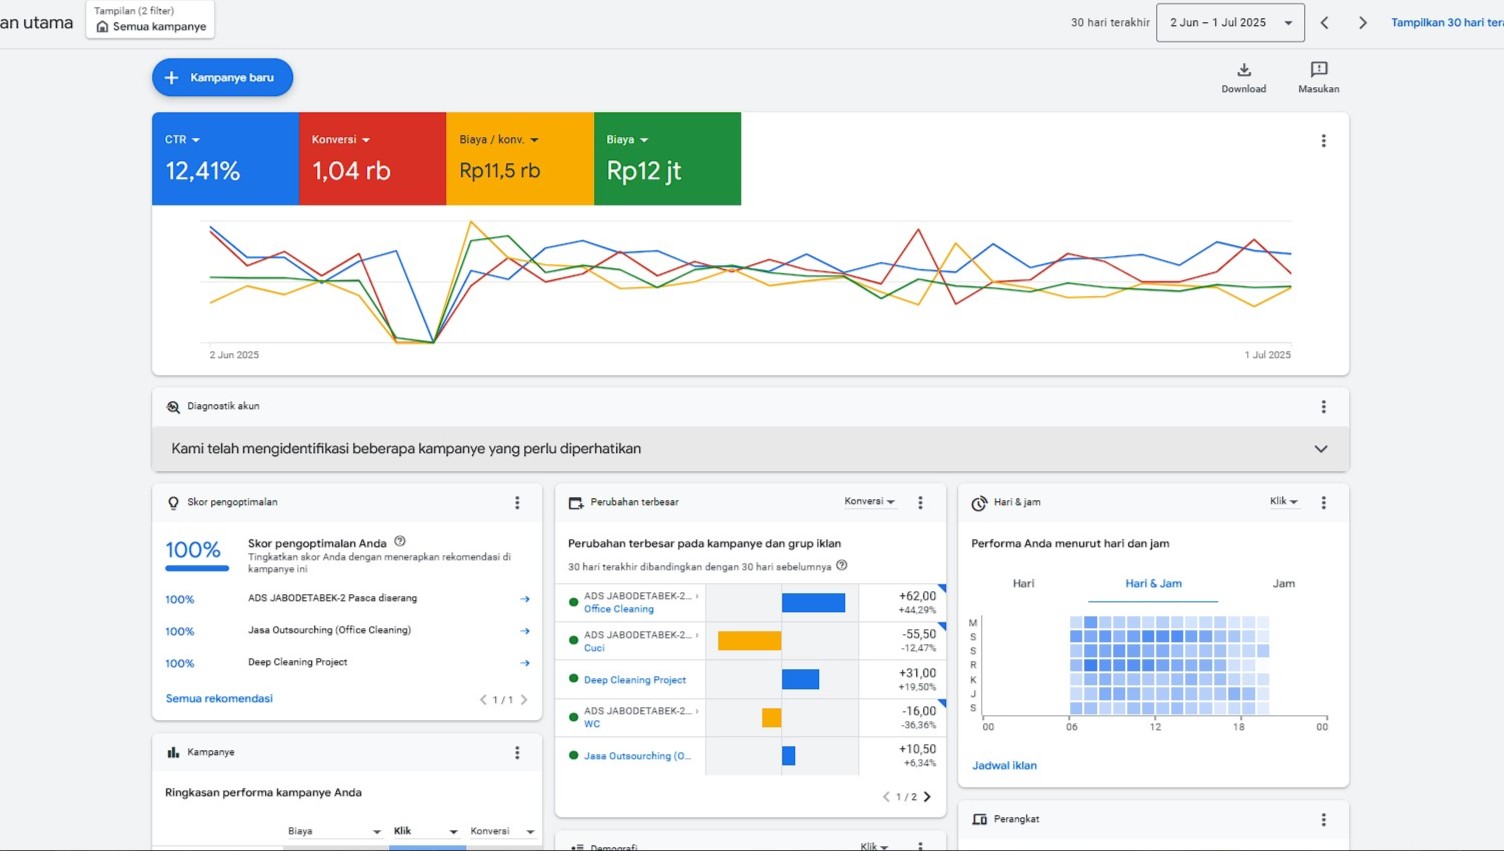 an utama
Tampilan (2 filter)
Semua kampanye
30 hari terakhir
2 Jun – 1 Jul 2025
Tampilkan 30 hari
Kampanye baru
Download
Masukan
CTR
12,41%
Konversi
1,04 rb
Biaya / konv.
Rp11,5 rb
Biaya
Rp12 jt
2 Jun 2025
1 Jul 2025
Diagnostik akun
Kami telah mengidentifikasi beberapa kampanye yang perlu diperhatikan
Skor pengoptimalan
100%
Skor pengoptimalan Anda
Tingkatkan skor Anda dengan menerapkan rekomendasi di
kampanye ini
100% ADS JABODETABEK-2 Pasca diserang
100% Jasa Outsourching (Office Cleaning)
100% Deep Cleaning Project
Semua rekomendasi
1 / 1
Perubahan terbesar
Konversi
Perubahan terbesar pada kampanye dan grup iklan
30 hari terakhir dibandingkan dengan 30 hari sebelumnya
ADS JABODETABEK-2... ›
Office Cleaning
+62,00
+44,29%
ADS JABODETABEK-2... ›
Cuci
-55,50
-12,47%
Deep Cleaning Project
+31,00
+19,50%
ADS JABODETABEK-2... ›
WC
-16,00
-36,36%
Jasa Outsourching (O...
+10,50
+6,34%
1 / 2
Hari & jam
Klik
Performa Anda menurut hari dan jam
Hari
Hari & Jam
Jam
M
S
S
R
K
J
S
00 06 12 18 00
Jadwal iklan
Kampanye
Ringkasan performa kampanye Anda
Biaya
Klik
Konversi
Demografi
Klik
Perangkat